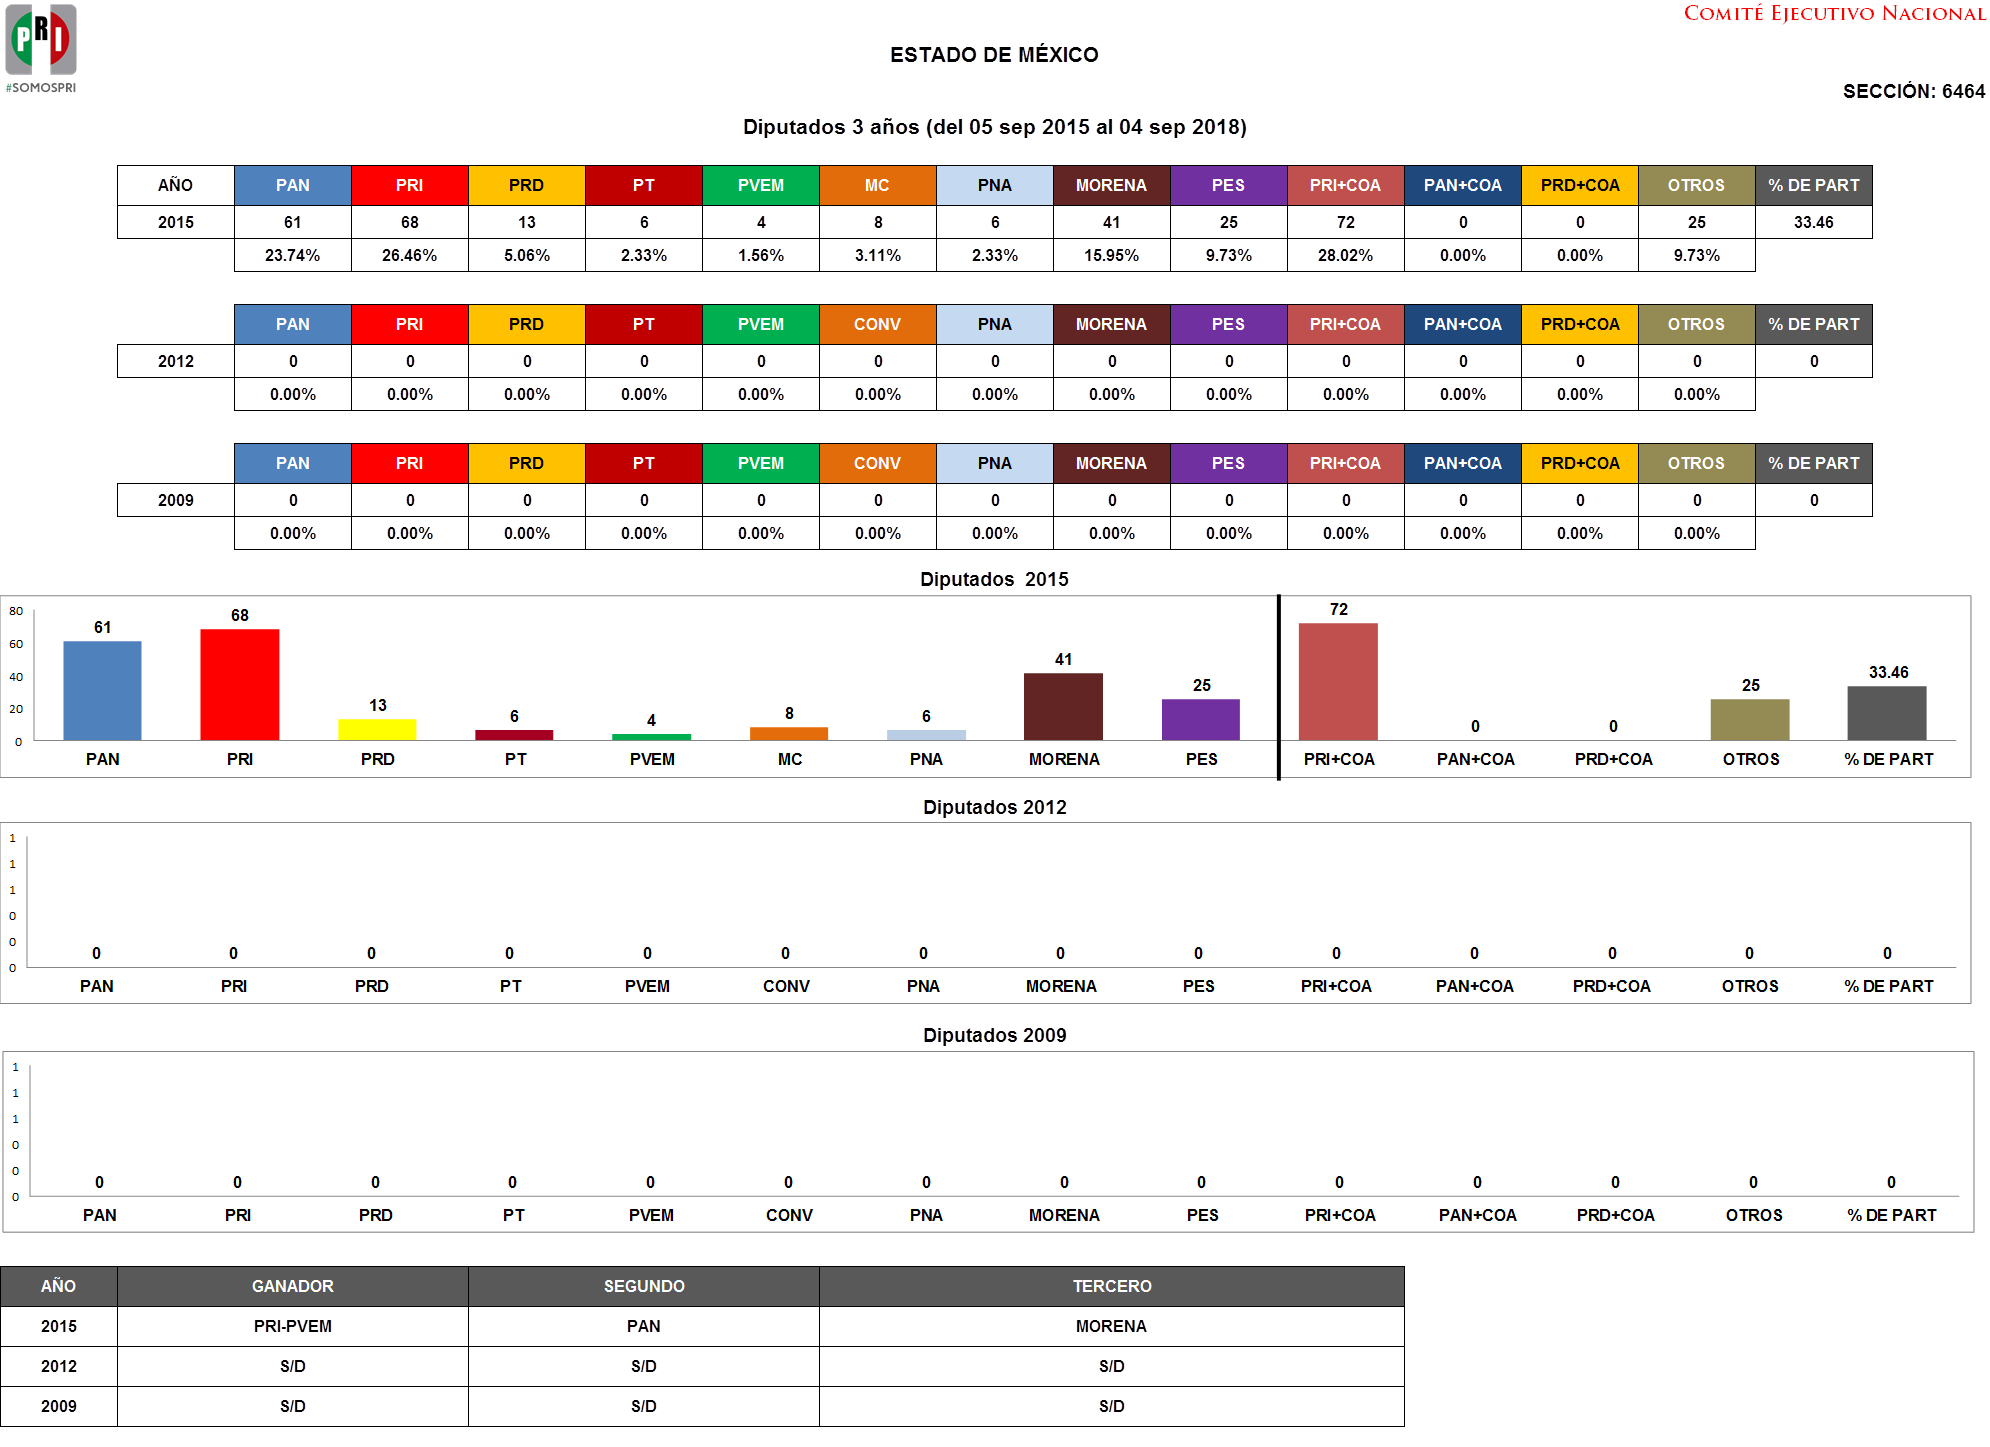 PRI
#SOMOSPRI
COMITÉ EJECUTIVO NACIONAL
ESTADO DE MÉXICO
SECCIÓN: 6464
Diputados 3 años (del 05 sep 2015 al 04 sep 2018)
AÑO PAN PRI PRD PT PVEM MC PNA MORENA PES PRI+COA PAN+COA PRD+COA OTROS % DE PART
2015 61 68 13 6 4 8 6 41 25 72 0 0 25 33.46
23.74% 26.46% 5.06% 2.33% 1.56% 3.11% 2.33% 15.95% 9.73% 28.02% 0.00% 0.00% 9.73%
PAN PRI PRD PT PVEM CONV PNA MORENA PES PRI+COA PAN+COA PRD+COA OTROS % DE PART
2012 0 0 0 0 0 0 0 0 0 0 0 0 0 0
0.00% 0.00% 0.00% 0.00% 0.00% 0.00% 0.00% 0.00% 0.00% 0.00% 0.00% 0.00% 0.00%
PAN PRI PRD PT PVEM CONV PNA MORENA PES PRI+COA PAN+COA PRD+COA OTROS % DE PART
2009 0 0 0 0 0 0 0 0 0 0 0 0 0 0
0.00% 0.00% 0.00% 0.00% 0.00% 0.00% 0.00% 0.00% 0.00% 0.00% 0.00% 0.00% 0.00%
Diputados 2015
80
60
40
20
0
61 68 13 6 4 8 6 41 25 72 0 0 25 33.46
PAN PRI PRD PT PVEM MC PNA MORENA PES PRI+COA PAN+COA PRD+COA OTROS % DE PART
Diputados 2012
1
1
1
0
0
0
0 0 0 0 0 0 0 0 0 0 0 0 0 0
PAN PRI PRD PT PVEM CONV PNA MORENA PES PRI+COA PAN+COA PRD+COA OTROS % DE PART
Diputados 2009
1
1
1
0
0
0
0 0 0 0 0 0 0 0 0 0 0 0 0 0
PAN PRI PRD PT PVEM CONV PNA MORENA PES PRI+COA PAN+COA PRD+COA OTROS % DE PART
AÑO GANADOR SEGUNDO TERCERO
2015 PRI-PVEM PAN MORENA
2012 S/D S/D S/D
2009 S/D S/D S/D